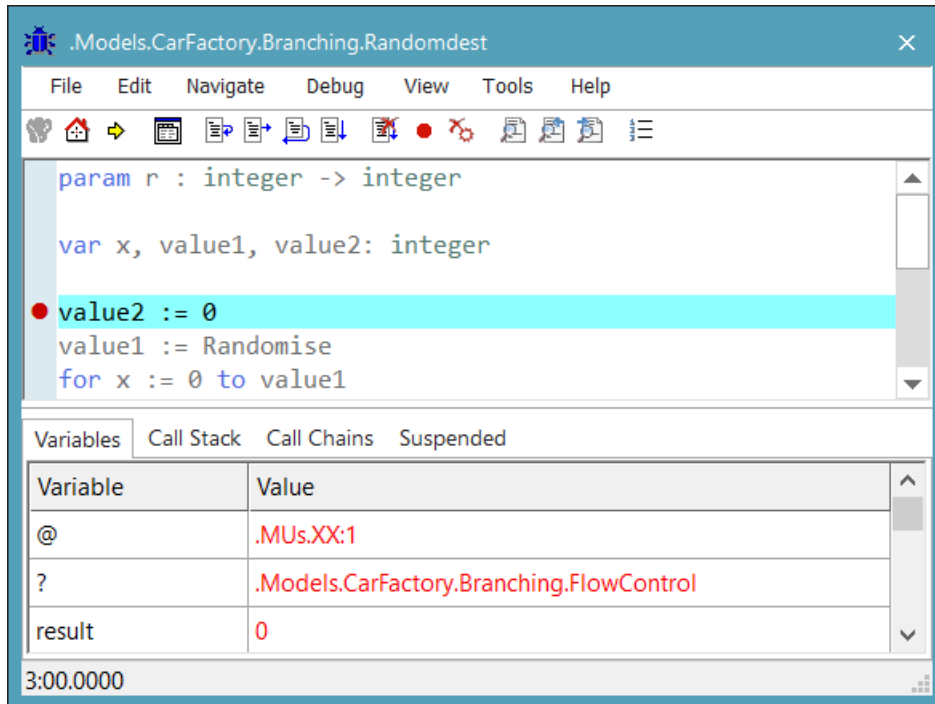 .Models.CarFactory.Branching.Randomdest
File Edit Navigate Debug View Tools Help
param r : integer -> integer
var x, value1, value2: integer
value2 := 0
value1 := Randomise
for x := 0 to value1
Variables Call Stack Call Chains Suspended
Variable Value
@ .MUs.XX:1
? .Models.CarFactory.Branching.FlowControl
result 0
3:00.0000